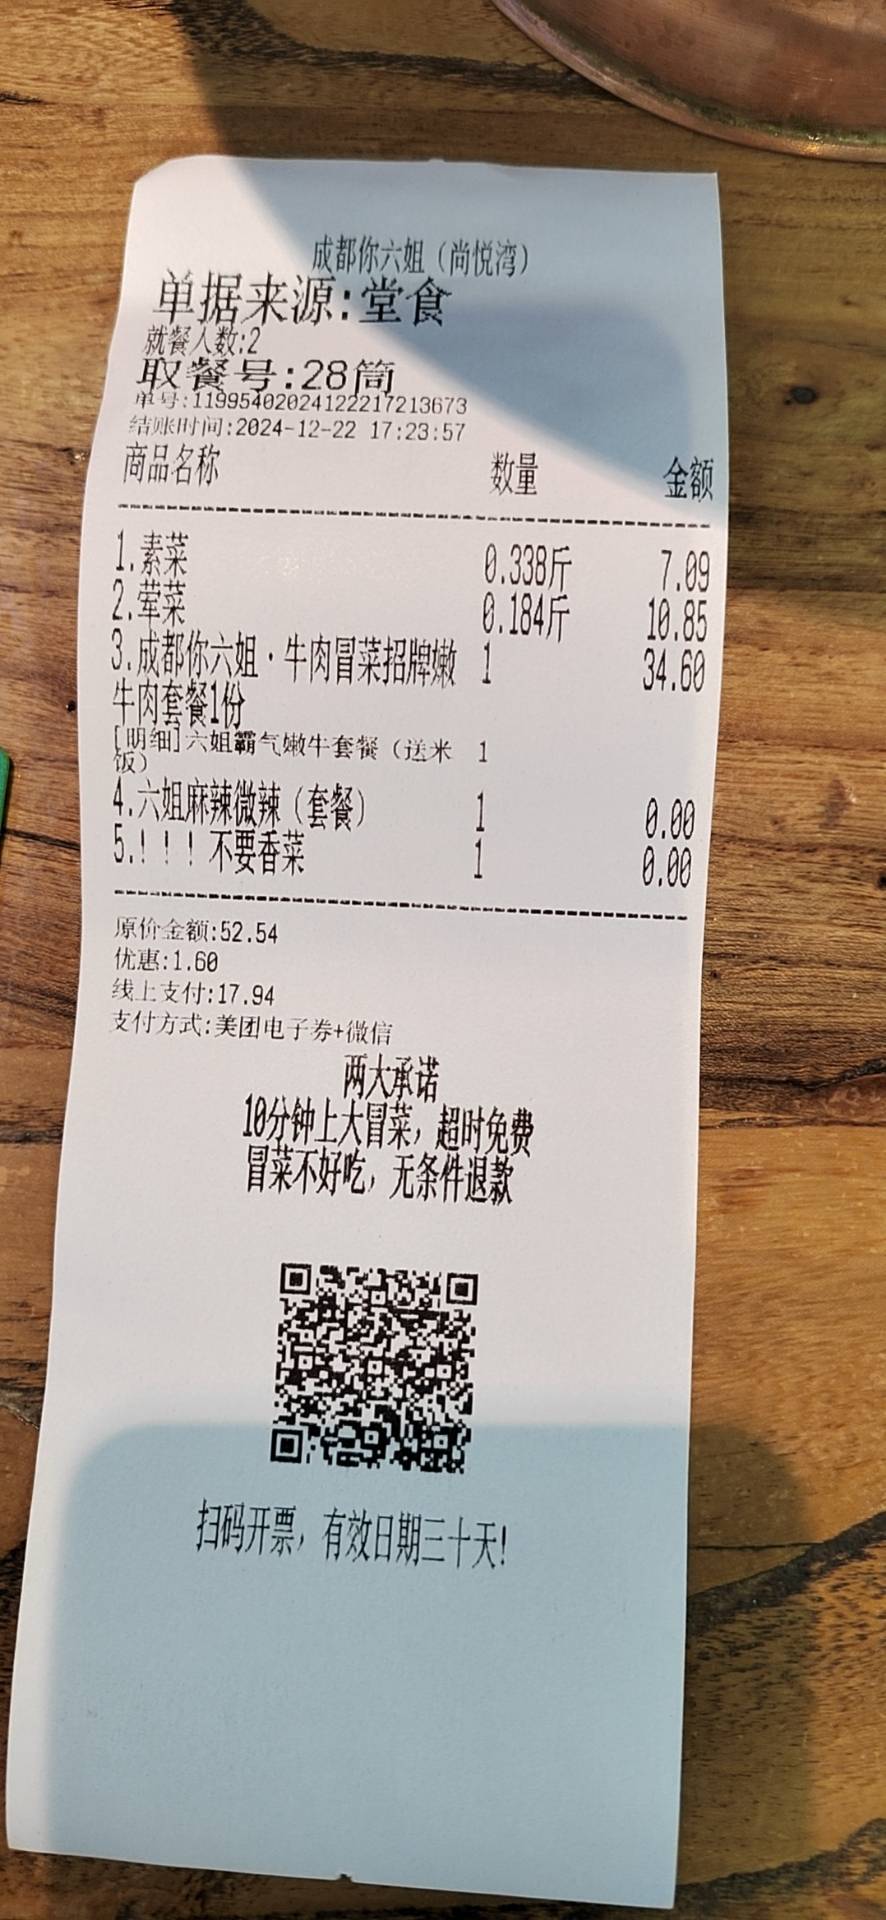 成都你六姐（尚悦湾）
单据来源:堂食
就餐人数:2
取餐号:28筒
单号:119954020241222217213673
结账时间:2024-12-22 17:23:57
商品名称 数量 金额
1.素菜 0.338斤 7.09
2.荤菜 0.184斤 10.85
3.成都你六姐·牛肉冒菜招牌嫩 1 34.60
牛肉套餐1份
[明细]六姐霸气嫩牛套餐（送米 1
饭）
4.六姐麻辣微辣（套餐） 1 0.00
5.！！！不要香菜 1 0.00
原价金额:52.54
优惠:1.60
线上支付:17.94
支付方式:美团电子券+微信
两大承诺
10分钟上大冒菜，超时免费
冒菜不好吃，无条件退款
扫码开票，有效日期三十天!